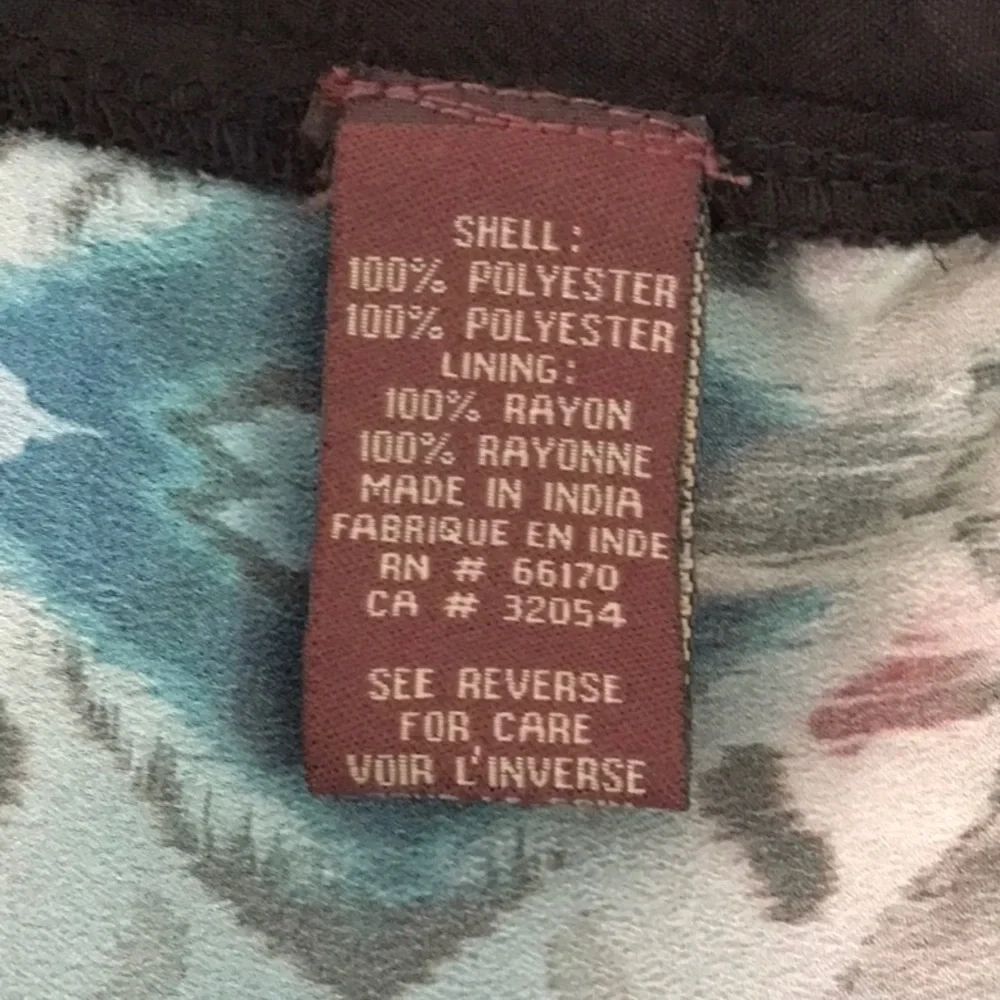 SHELL:
100% POLYESTER
100% POLYESTER
LINING:
100% RAYON
100% RAYONNE
MADE IN INDIA
FABRIQUE EN INDE
RN # 66170
CA # 32054
SEE REVERSE
FOR CARE
VOIR L'INVERSE